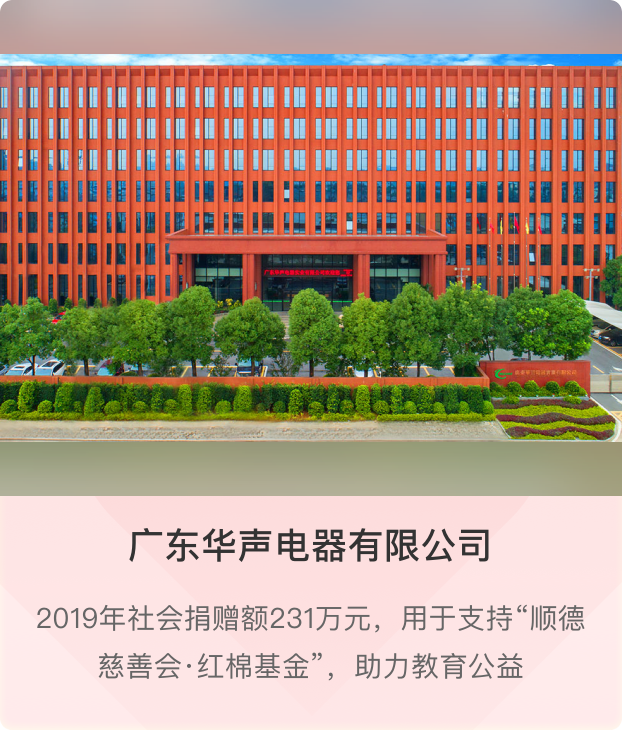 广东华声电器有限公司
2019年社会捐赠额231万元，用于支持“顺德
慈善会·红棉基金”，助力教育公益